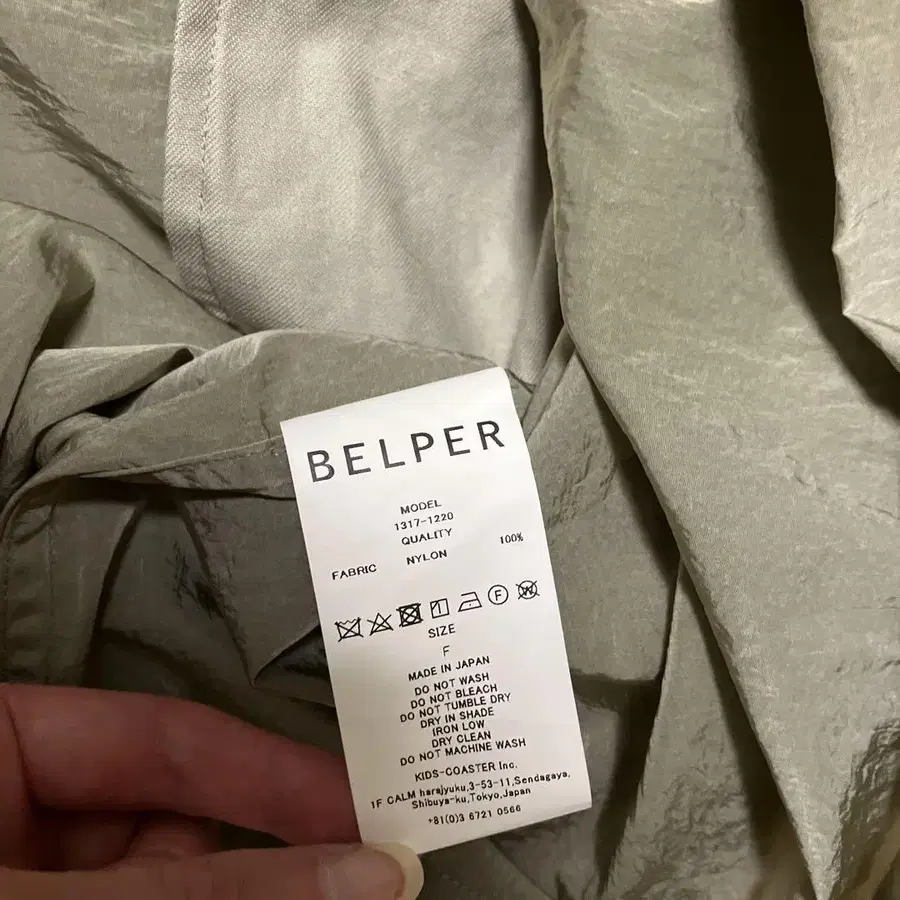 BELPER
MODEL
1317-1220
QUALITY
FABRIC NYLON 100%
F W
SIZE
F
MADE IN JAPAN
DO NOT WASH
DO NOT BLEACH
DO NOT TUMBLE DRY
DRY IN SHADE
IRON LOW
DRY CLEAN
DO NOT MACHINE WASH
KIDS-COASTER Inc.
1F CALM harajyuku,3-53-11,Sendagaya,
Shibuya-ku,Tokyo,Japan
+81(0)3 6721 0566